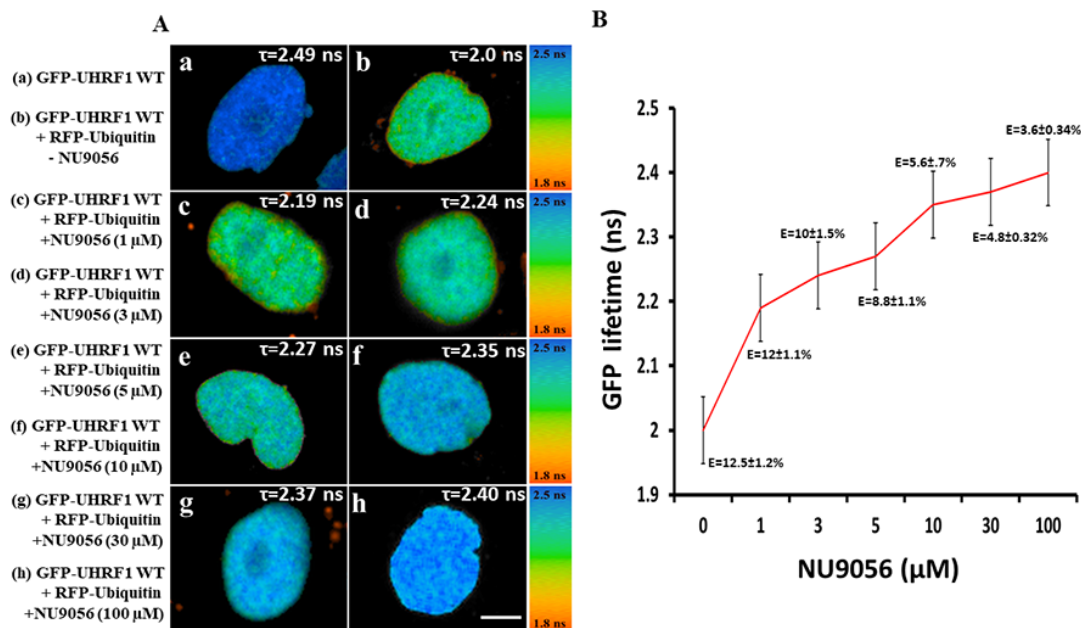 A
(a) GFP-UHRF1 WT
(b) GFP-UHRF1 WT
+ RFP-Ubiquitin
- NU9056
(c) GFP-UHRF1 WT
+ RFP-Ubiquitin
+NU9056 (1 µM)
(d) GFP-UHRF1 WT
+ RFP-Ubiquitin
+NU9056 (3 µM)
(e) GFP-UHRF1 WT
+ RFP-Ubiquitin
+NU9056 (5 µM)
(f) GFP-UHRF1 WT
+ RFP-Ubiquitin
+NU9056 (10 µM)
(g) GFP-UHRF1 WT
+ RFP-Ubiquitin
+NU9056 (30 µM)
(h) GFP-UHRF1 WT
+ RFP-Ubiquitin
+NU9056 (100 µM)
a
τ=2.49 ns
b
τ=2.0 ns
2.5 ns
1.8 ns
c
τ=2.19 ns
d
τ=2.24 ns
2.5 ns
1.8 ns
e
τ=2.27 ns
f
τ=2.35 ns
2.5 ns
1.8 ns
g
τ=2.37 ns
h
τ=2.40 ns
2.5 ns
1.8 ns
B
GFP lifetime (ns)
2.5
2.4
2.3
2.2
2.1
2
1.9
E=12.5±1.2%
E=12±1.1%
E=10±1.5%
E=8.8±1.1%
E=5.6±.7%
E=4.8±0.32%
E=3.6±0.34%
0 1 3 5 10 30 100
NU9056 (µM)